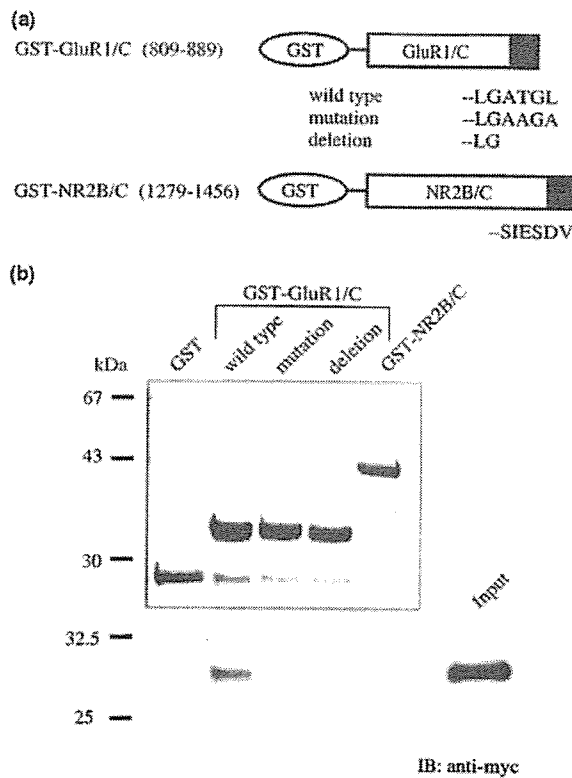 (a)
GST-GluR1/C (809-889) GST GluR1/C
wild type --LGATGL
mutation --LGAAGA
deletion --LG
GST-NR2B/C (1279-1456) GST NR2B/C
--SIESDV
(b)
GST-GluR1/C
kDa GST wild type mutation deletion GST-NR2B/C
67
43
30
Input
32.5
25
IB: anti-myc